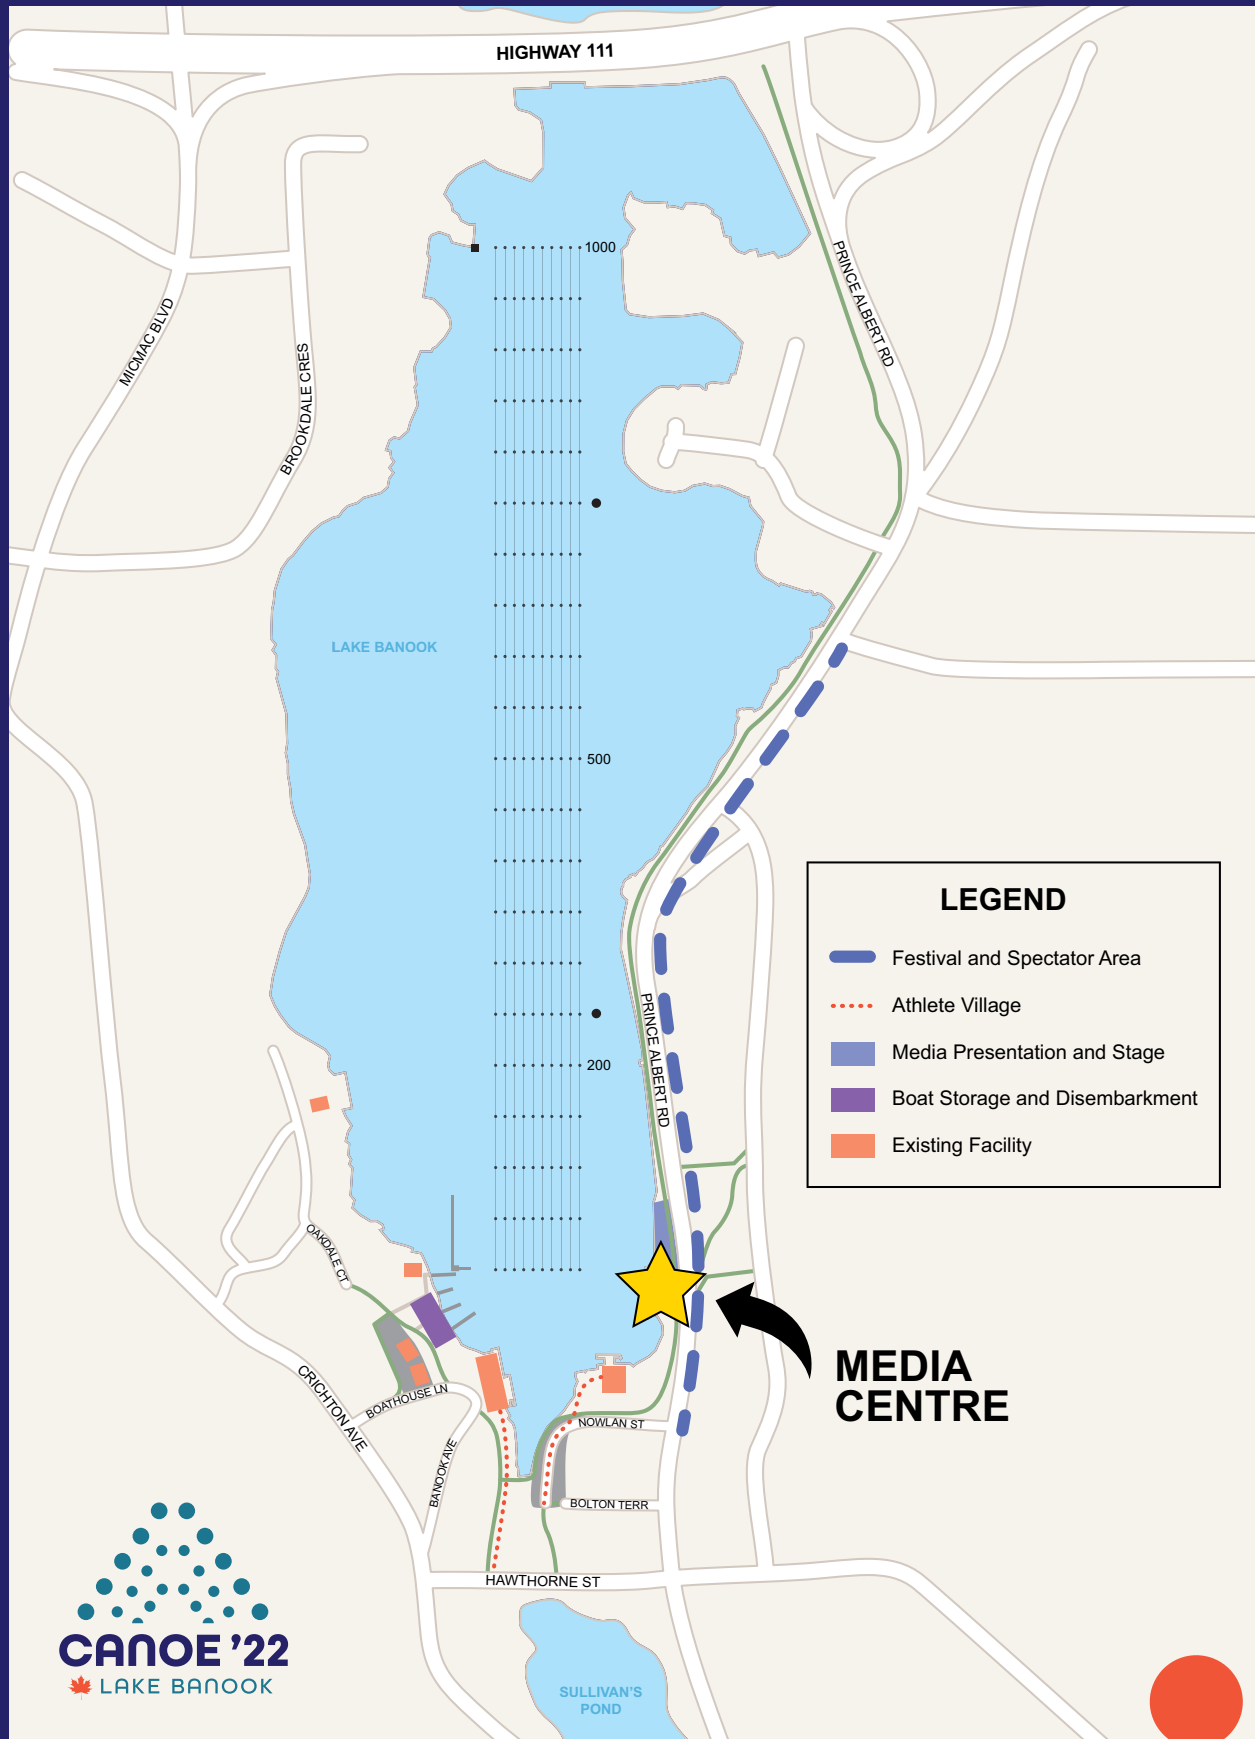 HIGHWAY 111
1000
PRINCE ALBERT RD
MICMAC BLVD
BROOKDALE CRES
LAKE BANOOK
500
LEGEND
Festival and Spectator Area
Athlete Village
Media Presentation and Stage
Boat Storage and Disembarkment
Existing Facility
PRINCE ALBERT RD
200
OAKDALE CT
MEDIA
CENTRE
CRICHTON AVE
BOATHOUSE LN
BANOOK AVE
NOWLAN ST
BOLTON TERR
HAWTHORNE ST
CANOE '22
LAKE BANOOK
SULLIVAN'S
POND